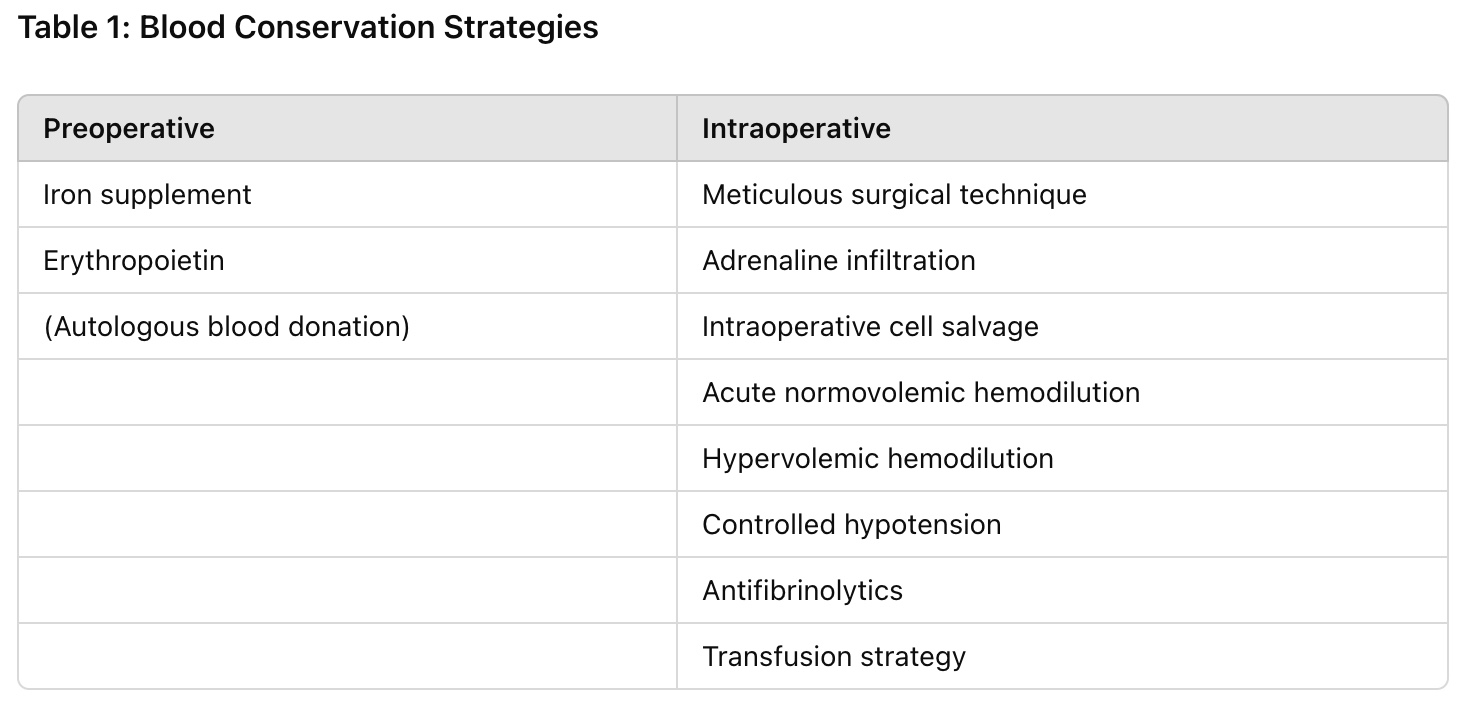 Table 1: Blood Conservation Strategies
Preoperative Intraoperative
Iron supplement Meticulous surgical technique
Erythropoietin Adrenaline infiltration
(Autologous blood donation) Intraoperative cell salvage
Acute normovolemic hemodilution
Hypervolemic hemodilution
Controlled hypotension
Antifibrinolytics
Transfusion strategy